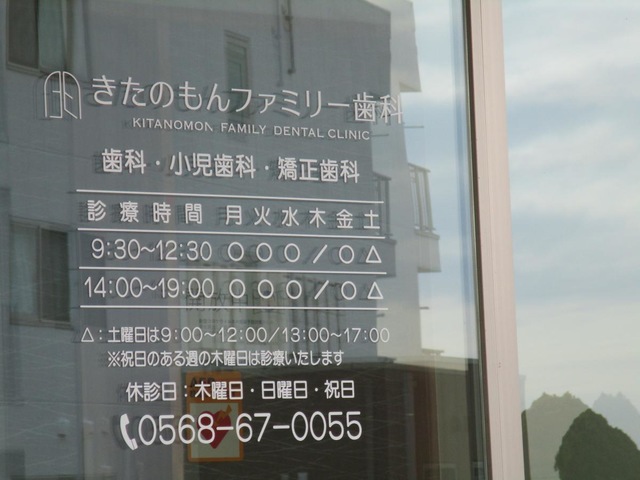 きたのもんファミリー歯科
KITANOMON FAMILY DENTAL CLINIC
歯科・小児歯科・矯正歯科
診療時間 月 火 水 木 金 土
9:30~12:30 ○ ○ ○ / ○ △
14:00~19:00 ○ ○ ○ / ○ △
△:土曜日は9:00~12:00/13:00~17:00
※祝日のある週の木曜日は診療いたします
休診日:木曜日・日曜日・祝日
0568-67-0055